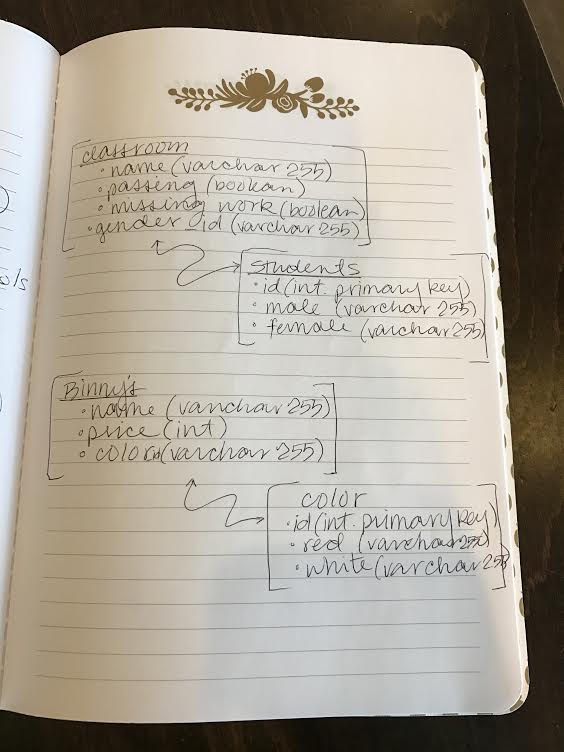 classroom
· name (varchar 255)
· passing (boolean)
· missing work (boolean)
· gender_id (varchar 255)
students
· id (int. primary key)
· male (varchar 255)
· female (varchar 255)
Binny's
· name (varchar 255)
· price (int)
· color id (varchar 255)
color
· id (int. primary key)
· red (varchar 255)
· white (varchar 255)
ols